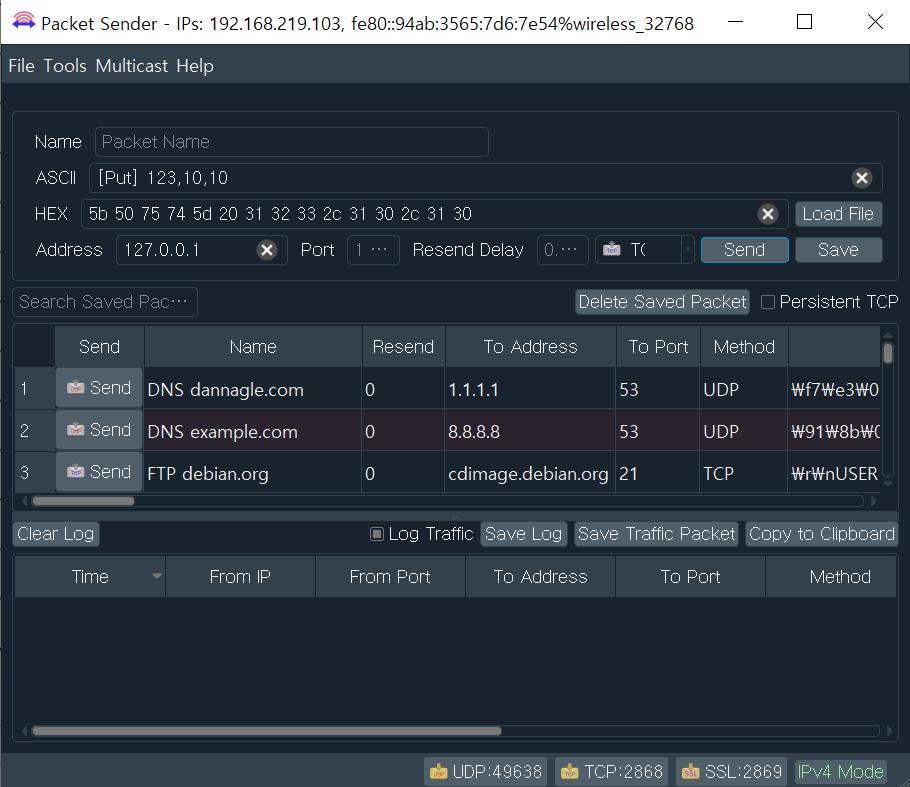 Packet Sender - IPs: 192.168.219.103, fe80::94ab:3565:7d6:7e54%wireless_32768
File Tools Multicast Help
Name Packet Name
ASCII [Put] 123,10,10
HEX 5b 50 75 74 5d 20 31 32 33 2c 31 30 2c 31 30 Load File
Address 127.0.0.1 Port 1 ⋯ Resend Delay 0.⋯ TC Send Save
Search Saved Pac⋯ Delete Saved Packet Persistent TCP
Send Name Resend To Address To Port Method
1 Send DNS dannagle.com 0 1.1.1.1 53 UDP ₩f7₩e3₩0
2 Send DNS example.com 0 8.8.8.8 53 UDP ₩91₩8b₩0
3 Send FTP debian.org 0 cdimage.debian.org 21 TCP ₩r₩nUSER
Clear Log Log Traffic Save Log Save Traffic Packet Copy to Clipboard
Time From IP From Port To Address To Port Method
UDP:49638 TCP:2868 SSL:2869 IPv4 Mode